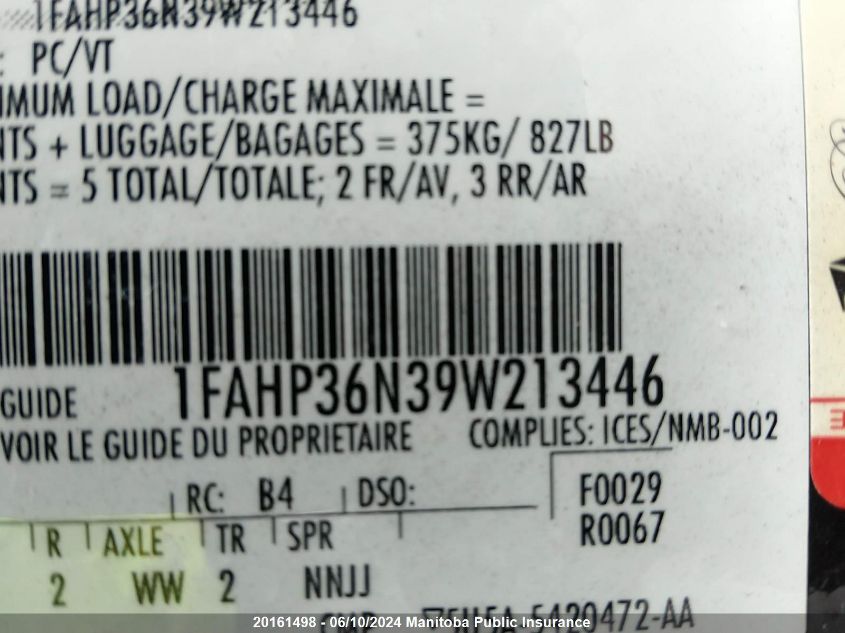 1FAHP36N39W213446
: PC/VT
IMUM LOAD/CHARGE MAXIMALE =
NTS + LUGGAGE/BAGAGES = 375KG/ 827LB
NTS = 5 TOTAL/TOTALE; 2 FR/AV, 3 RR/AR
1FAHP36N39W213446
GUIDE
VOIR LE GUIDE DU PROPRIETAIRE COMPLIES: ICES/NMB-002
RC: B4 DSO: F0029
R0067
R AXLE TR SPR
2 WW 2 NNJJ
5420472-AA
20161498 - 06/10/2024 Manitoba Public Insurance